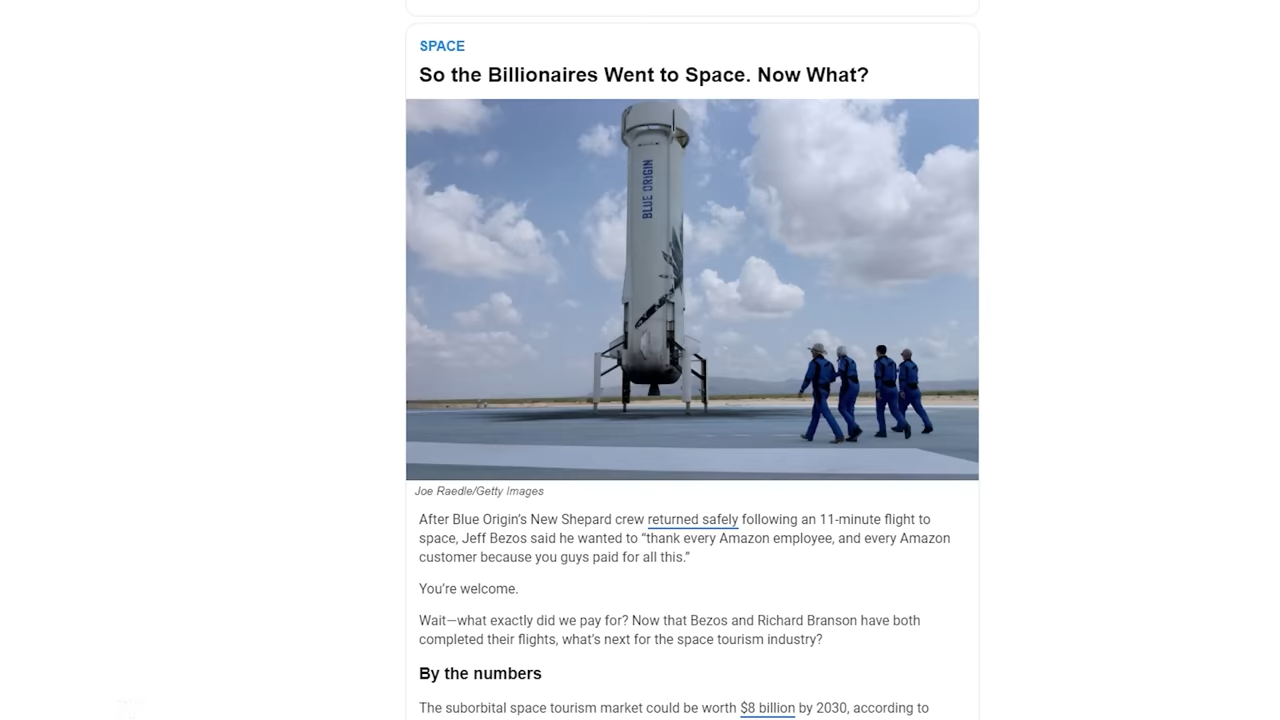 SPACE
So the Billionaires Went to Space. Now What?
BLUE ORIGIN
Joe Raedle/Getty Images
After Blue Origin’s New Shepard crew returned safely following an 11-minute flight to
space, Jeff Bezos said he wanted to “thank every Amazon employee, and every Amazon
customer because you guys paid for all this.”
You’re welcome.
Wait—what exactly did we pay for? Now that Bezos and Richard Branson have both
completed their flights, what’s next for the space tourism industry?
By the numbers
The suborbital space tourism market could be worth $8 billion by 2030, according to